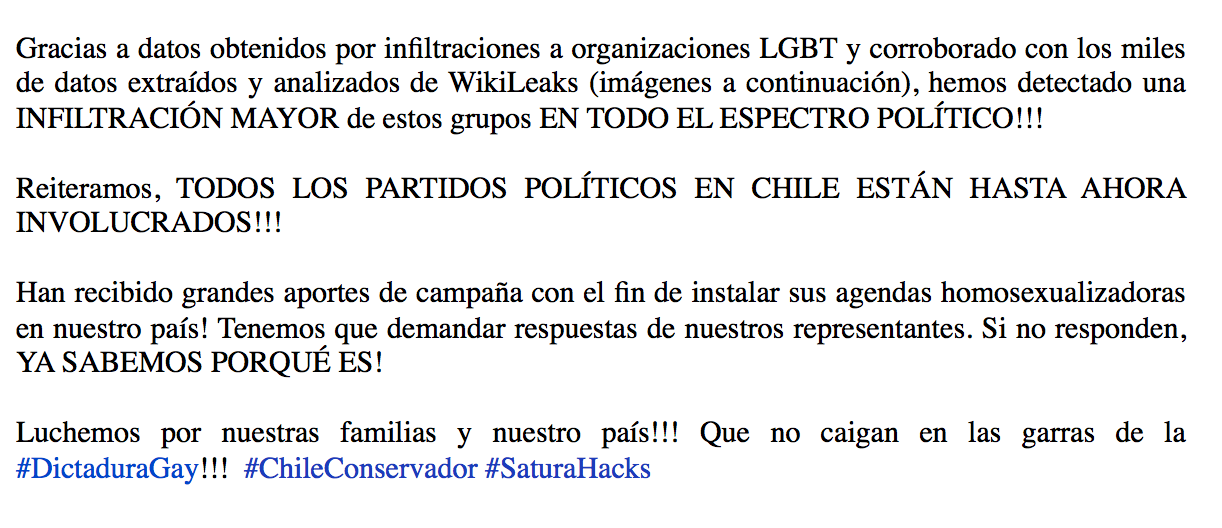 Gracias a datos obtenidos por infiltraciones a organizaciones LGBT y corroborado con los miles
de datos extraídos y analizados de WikiLeaks (imágenes a continuación), hemos detectado una
INFILTRACIÓN MAYOR de estos grupos EN TODO EL ESPECTRO POLÍTICO!!!
Reiteramos, TODOS LOS PARTIDOS POLÍTICOS EN CHILE ESTÁN HASTA AHORA
INVOLUCRADOS!!!
Han recibido grandes aportes de campaña con el fin de instalar sus agendas homosexualizadoras
en nuestro país! Tenemos que demandar respuestas de nuestros representantes. Si no responden,
YA SABEMOS PORQUÉ ES!
Luchemos por nuestras familias y nuestro país!!! Que no caigan en las garras de la
#DictaduraGay!!! #ChileConservador #SaturaHacks